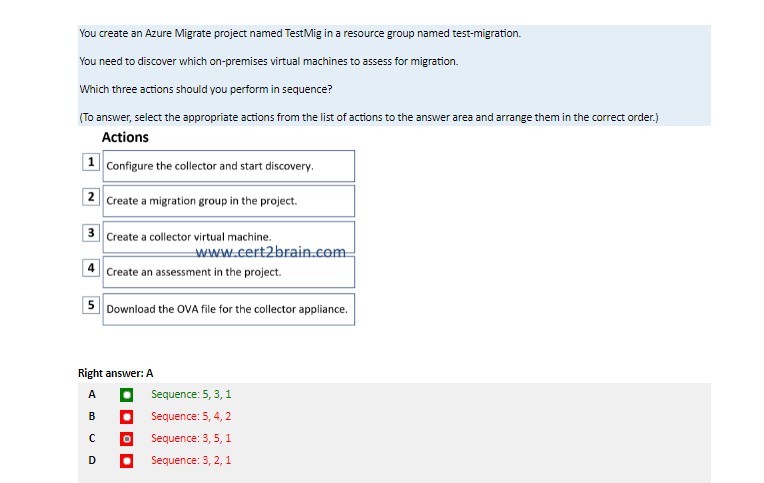 You create an Azure Migrate project named TestMig in a resource group named test-migration.
You need to discover which on-premises virtual machines to assess for migration.
Which three actions should you perform in sequence?
(To answer, select the appropriate actions from the list of actions to the answer area and arrange them in the correct order.)
Actions
1 Configure the collector and start discovery.
2 Create a migration group in the project.
3 Create a collector virtual machine.
www.cert2brain.com
4 Create an assessment in the project.
5 Download the OVA file for the collector appliance.
Right answer: A
A Sequence: 5, 3, 1
B Sequence: 5, 4, 2
C Sequence: 3, 5, 1
D Sequence: 3, 2, 1